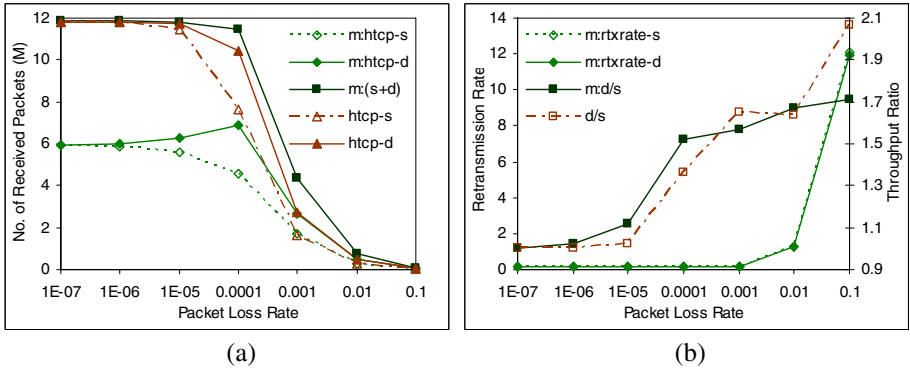 No. of Received Packets (M)
12
10
8
6
4
2
0
1E-07 1E-06 1E-05 0.0001 0.001 0.01 0.1
Packet Loss Rate
m:htcp-s
m:htcp-d
m:(s+d)
htcp-s
htcp-d
(a)
Retransmission Rate
14
12
10
8
6
4
2
0
1E-07 1E-06 1E-05 0.0001 0.001 0.01 0.1
Packet Loss Rate
m:rtxrate-s
m:rtxrate-d
m:d/s
d/s
2.1
1.9
1.7
1.5
1.3
1.1
0.9
Throughput Ratio
(b)